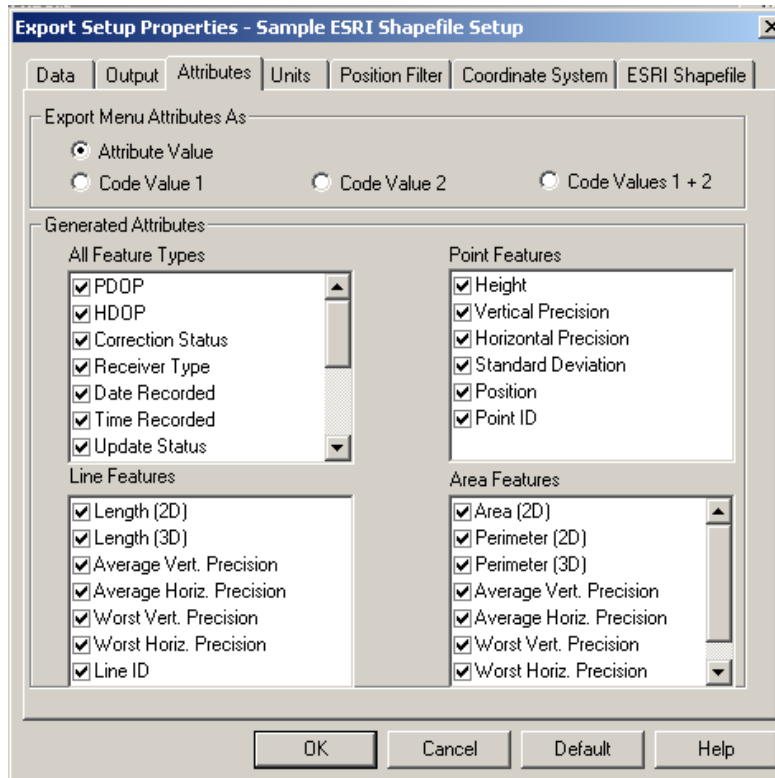 Export Setup Properties - Sample ESRI Shapefile Setup
Data Output Attributes Units Position Filter Coordinate System ESRI Shapefile
Export Menu Attributes As
Attribute Value
Code Value 1 Code Value 2 Code Values 1 + 2
Generated Attributes
All Feature Types
PDOP
HDOP
Correction Status
Receiver Type
Date Recorded
Time Recorded
Update Status
Point Features
Height
Vertical Precision
Horizontal Precision
Standard Deviation
Position
Point ID
Line Features
Length (2D)
Length (3D)
Average Vert. Precision
Average Horiz. Precision
Worst Vert. Precision
Worst Horiz. Precision
Line ID
Area Features
Area (2D)
Perimeter (2D)
Perimeter (3D)
Average Vert. Precision
Average Horiz. Precision
Worst Vert. Precision
Worst Horiz. Precision
OK Cancel Default Help